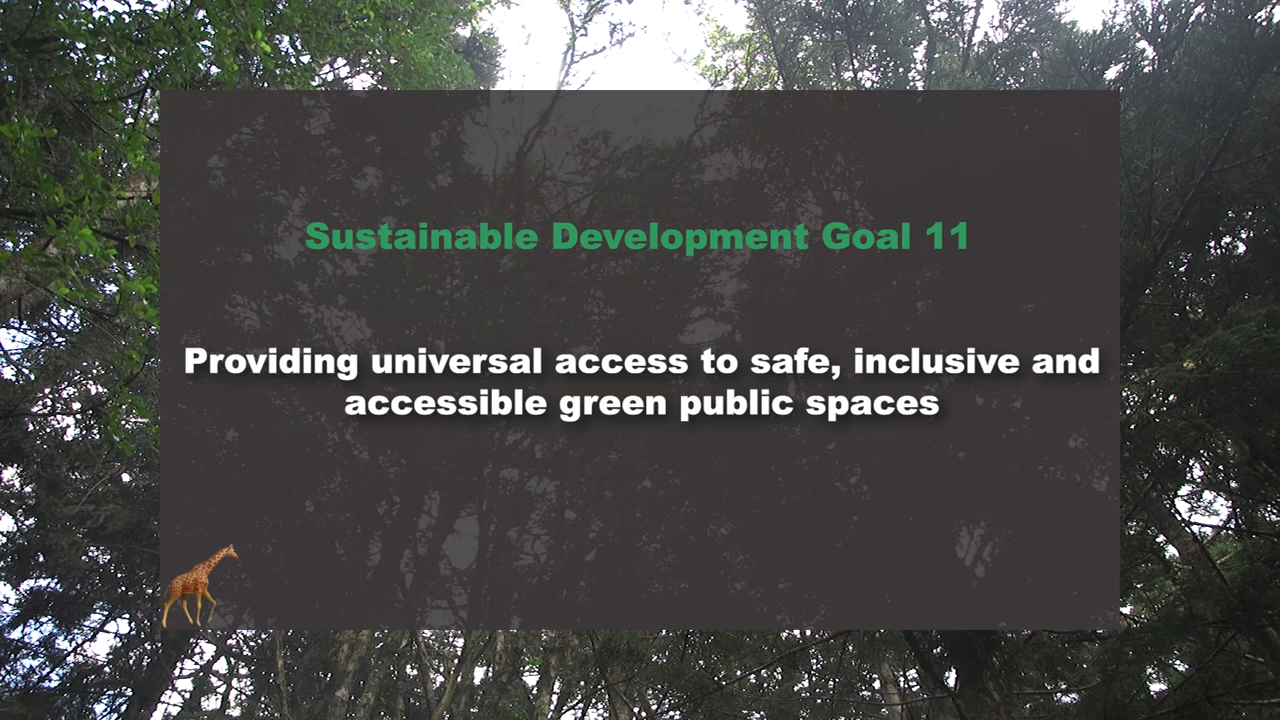 Sustainable Development Goal 11
Providing universal access to safe, inclusive and
accessible green public spaces